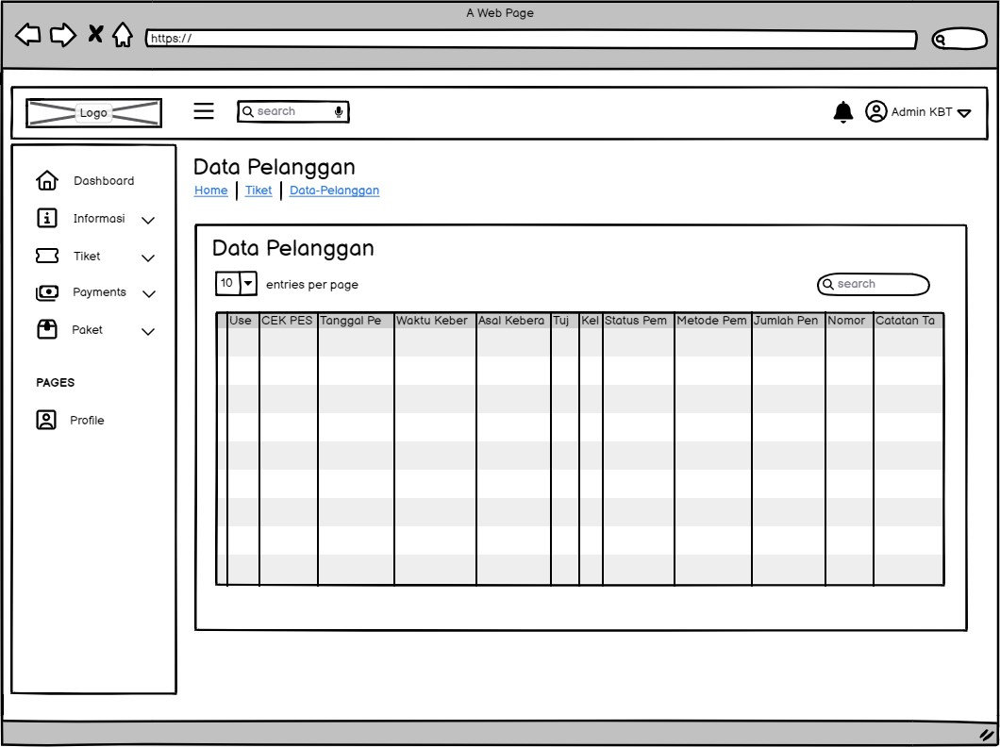 A Web Page
https://
Logo
search
Admin KBT
Dashboard
Informasi
Tiket
Payments
Paket
PAGES
Profile
Data Pelanggan
Home Tiket Data-Pelanggan
Data Pelanggan
10 entries per page
search
Use CEK PES Tanggal Pe Waktu Keber Asal Kebera Tuj Kel Status Pem Metode Pem Jumlah Pen Nomor Catatan Ta